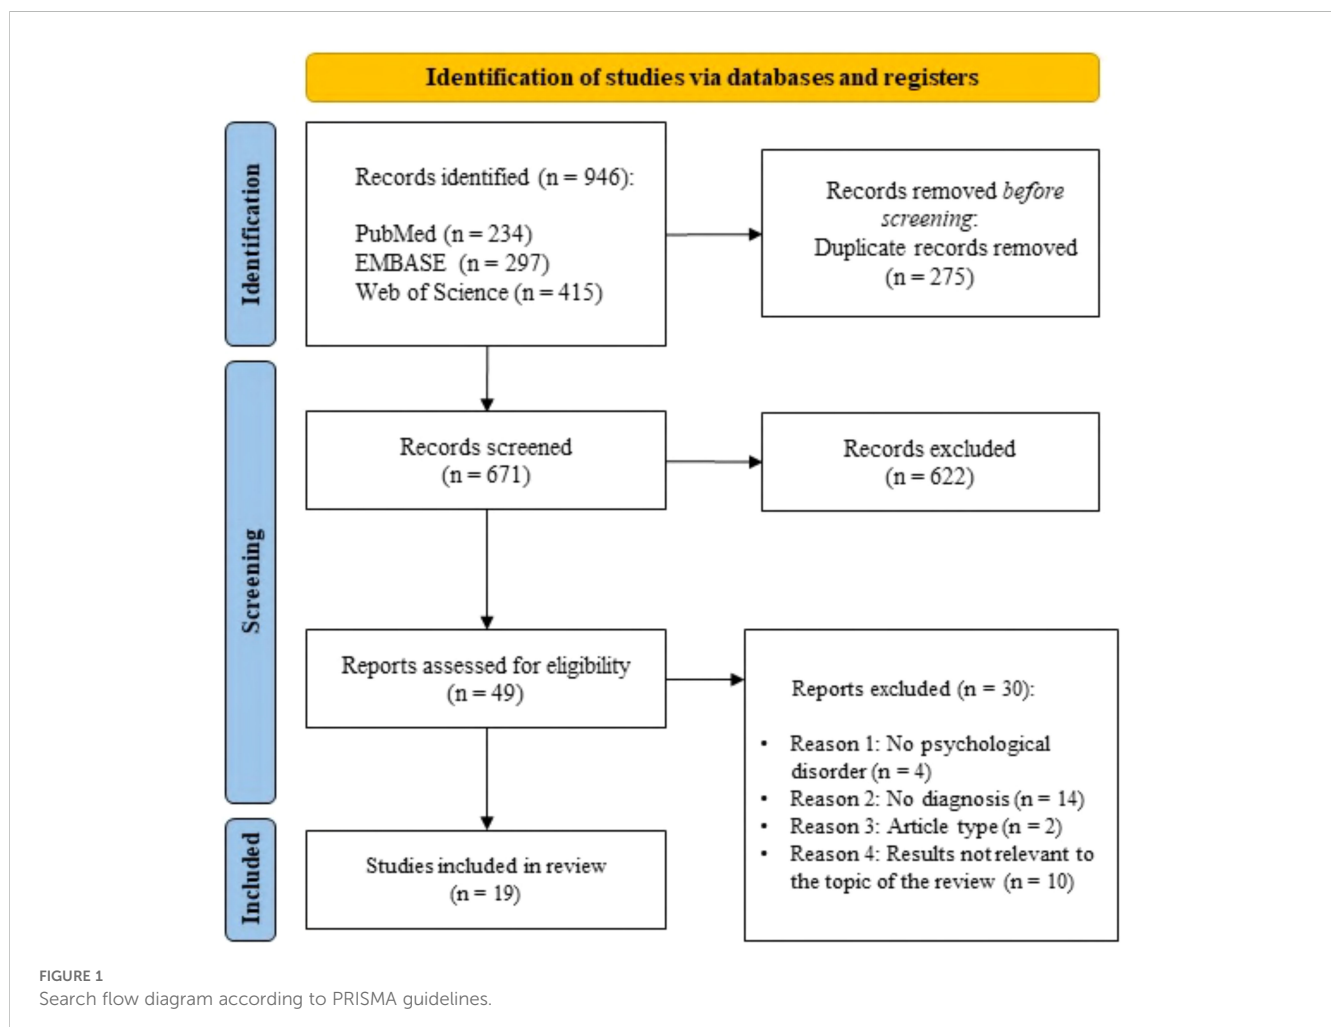 Identification of studies via databases and registers
Identification
Records identified (n = 946):
PubMed (n = 234)
EMBASE (n = 297)
Web of Science (n = 415)
Records removed before
screening:
Duplicate records removed
(n = 275)
Screening
Records screened
(n = 671)
Records excluded
(n = 622)
Reports assessed for eligibility
(n = 49)
Reports excluded (n = 30):
• Reason 1: No psychological
disorder (n = 4)
• Reason 2: No diagnosis (n = 14)
• Reason 3: Article type (n = 2)
• Reason 4: Results not relevant to
the topic of the review (n = 10)
Included
Studies included in review
(n = 19)
FIGURE 1
Search flow diagram according to PRISMA guidelines.